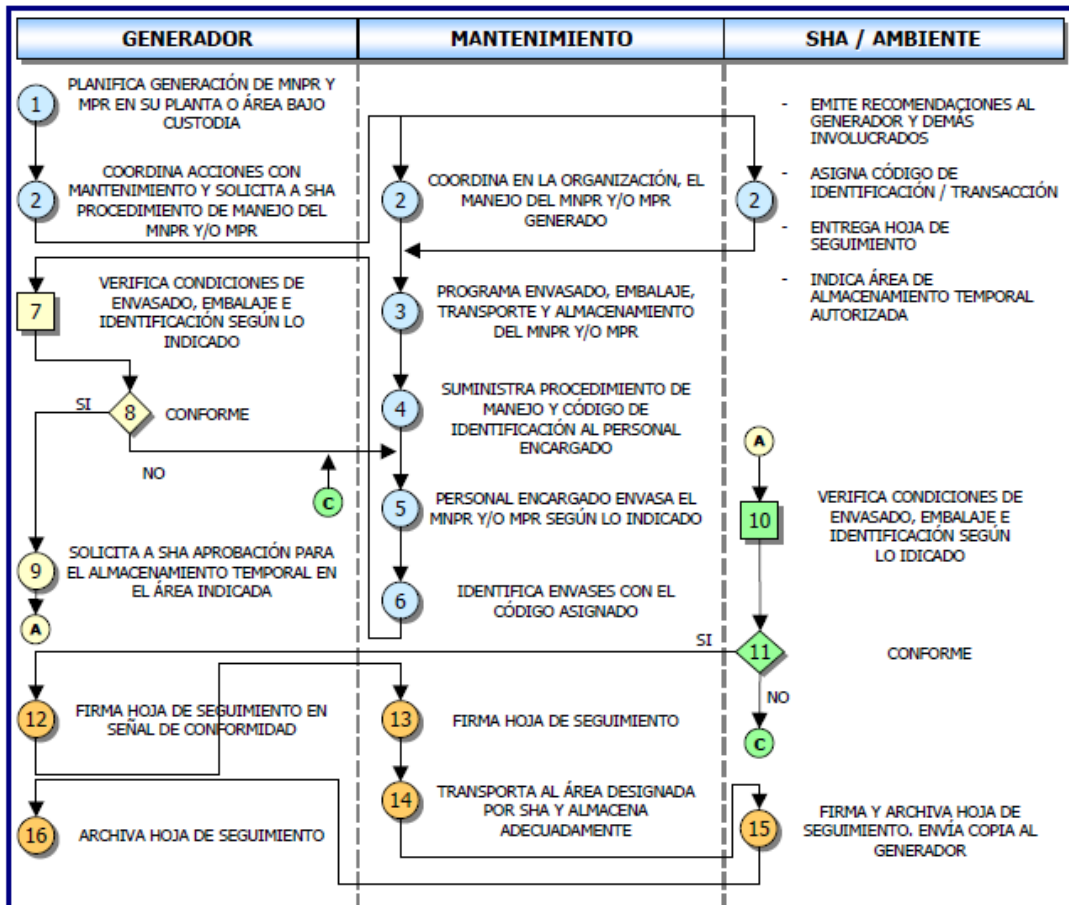 GENERADOR
MANTENIMIENTO
SHA / AMBIENTE
1
PLANIFICA GENERACIÓN DE MNPR Y
MPR EN SU PLANTA O ÁREA BAJO
CUSTODIA
2
COORDINA ACCIONES CON
MANTENIMIENTO Y SOLICITA A SHA
PROCEDIMIENTO DE MANEJO DEL
MNPR Y/O MPR
2
COORDINA EN LA ORGANIZACIÓN, EL
MANEJO DEL MNPR Y/O MPR
GENERADO
2
- EMITE RECOMENDACIONES AL
GENERADOR Y DEMÁS
INVOLUCRADOS
- ASIGNA CÓDIGO DE
IDENTIFICACIÓN / TRANSACCIÓN
- ENTREGA HOJA DE
SEGUIMIENTO
- INDICA ÁREA DE
ALMACENAMIENTO TEMPORAL
AUTORIZADA
3
PROGRAMA ENVASADO, EMBALAJE,
TRANSPORTE Y ALMACENAMIENTO
DEL MNPR Y/O MPR
4
SUMINISTRA PROCEDIMIENTO DE
MANEJO Y CÓDIGO DE
IDENTIFICACIÓN AL PERSONAL
ENCARGADO
5
PERSONAL ENCARGADO ENVASA EL
MNPR Y/O MPR SEGÚN LO INDICADO
6
IDENTIFICA ENVASES CON EL
CÓDIGO ASIGNADO
7
VERIFICA CONDICIONES DE
ENVASADO, EMBALAJE E
IDENTIFICACIÓN SEGÚN LO
INDICADO
SI
8
CONFORME
NO
C
9
SOLICITA A SHA APROBACIÓN PARA
EL ALMACENAMIENTO TEMPORAL EN
EL ÁREA INDICADA
A
A
10
VERIFICA CONDICIONES DE
ENVASADO, EMBALAJE E
IDENTIFICACIÓN SEGÚN
LO IDICADO
SI
11
CONFORME
NO
C
12
FIRMA HOJA DE SEGUIMIENTO EN
SEÑAL DE CONFORMIDAD
13
FIRMA HOJA DE SEGUIMIENTO
14
TRANSPORTA AL ÁREA DESIGNADA
POR SHA Y ALMACENA
ADECUADAMENTE
15
FIRMA Y ARCHIVA HOJA DE
SEGUIMIENTO. ENVÍA COPIA AL
GENERADOR
16
ARCHIVA HOJA DE SEGUIMIENTO